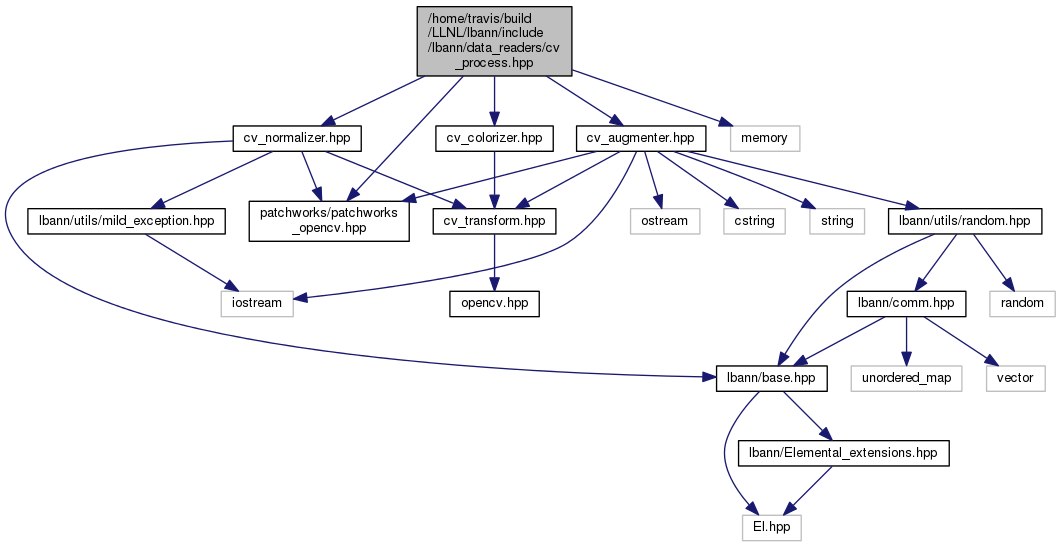 /home/travis/build
/LLNL/lbann/include
/lbann/data_readers/cv
_process.hpp
cv_normalizer.hpp
cv_colorizer.hpp
cv_augmenter.hpp
memory
lbann/utils/mild_exception.hpp
patchworks/patchworks
_opencv.hpp
cv_transform.hpp
ostream
cstring
string
lbann/utils/random.hpp
iostream
opencv.hpp
lbann/comm.hpp
random
lbann/base.hpp
unordered_map
vector
lbann/Elemental_extensions.hpp
El.hpp